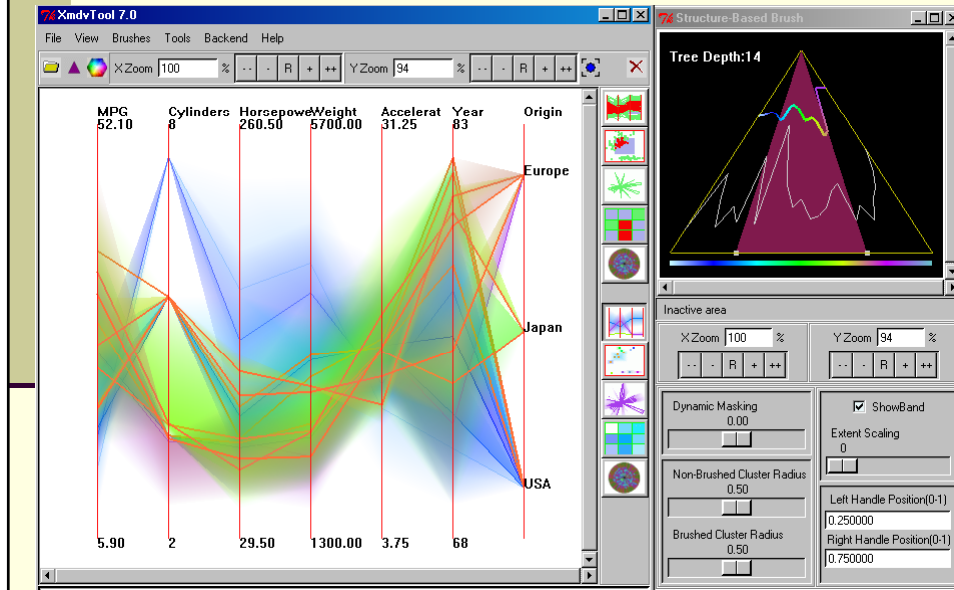 XmdvTool 7.0
File View Brushes Tools Backend Help
X Zoom 100 % -- - R + ++ Y Zoom 94 % -- - R + ++
MPG Cylinders Horsepowe Weight Accelerat Year Origin
52.10 8 260.50 5700.00 31.25 83
Europe
Japan
USA
5.90 2 29.50 1300.00 3.75 68
Structure-Based Brush
Tree Depth:14
Inactive area
X Zoom 100 % Y Zoom 94 %
-- - R + ++ -- - R + ++
Dynamic Masking
0.00
Non-Brushed Cluster Radius
0.50
Brushed Cluster Radius
0.50
ShowBand
Extent Scaling
0
Left Handle Position(0-1)
0.250000
Right Handle Position(0-1)
0.750000